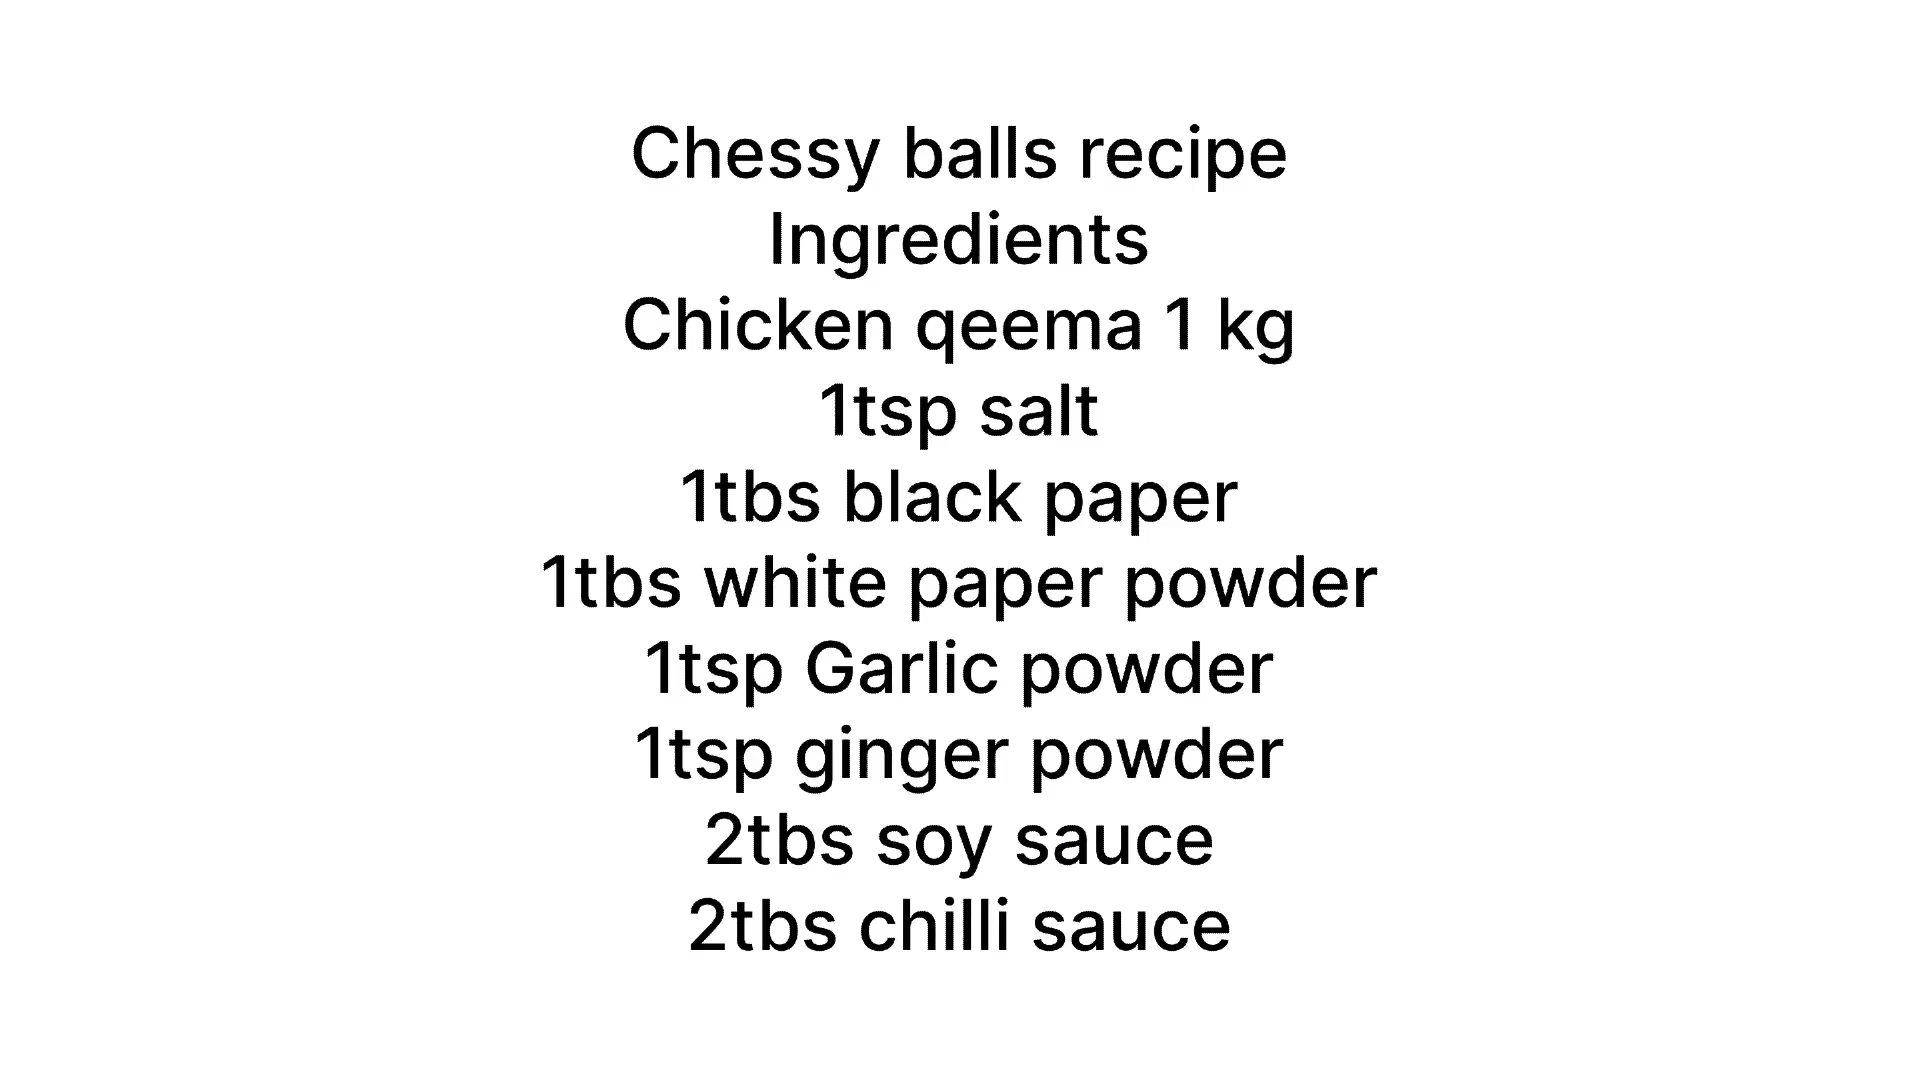 Chessy balls recipe
Ingredients
Chicken qeema 1 kg
1tsp salt
1tbs black paper
1tbs white paper powder
1tsp Garlic powder
1tsp ginger powder
2tbs soy sauce
2tbs chilli sauce